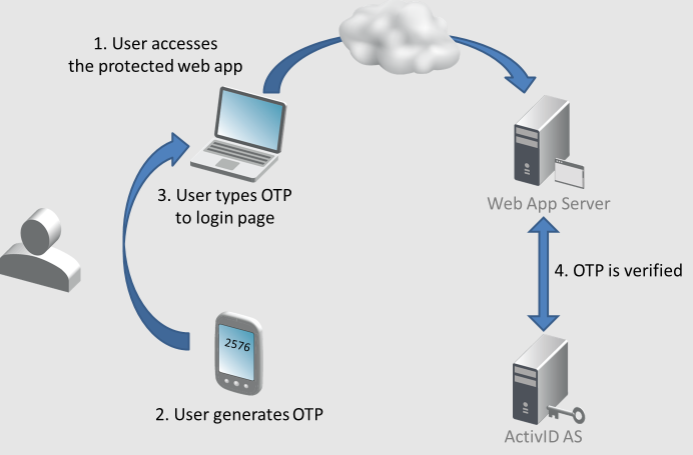 1. User accesses
the protected web app
3. User types OTP
to login page
Web App Server
4. OTP is verified
2576
2. User generates OTP
ActivID AS